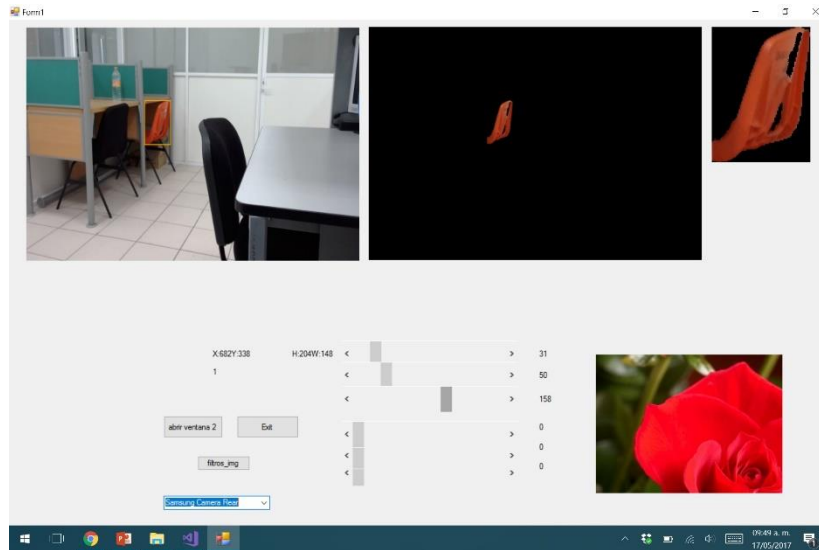 Form1
X:682Y:338
H:204W:148
31
1
50
158
abrir ventana 2
Exit
0
0
filtros_img
0
Samsung Camera Rear
09:49 a. m.
17/05/2017